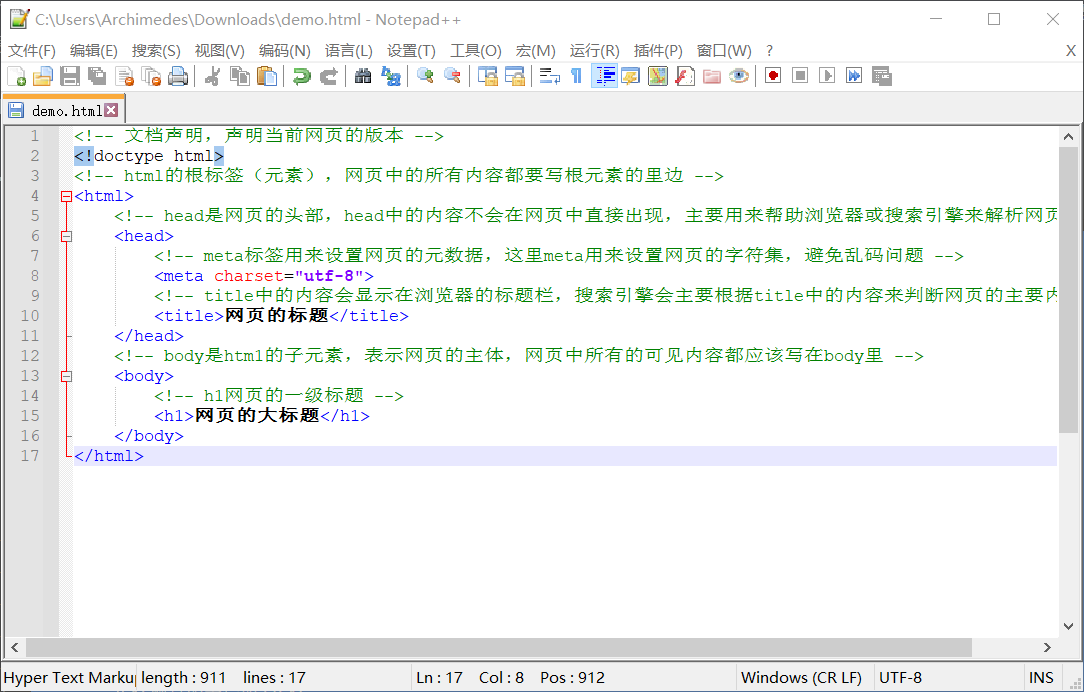 C:\Users\Archimedes\Downloads\demo.html - Notepad++
文件(F) 编辑(E) 搜索(S) 视图(V) 编码(N) 语言(L) 设置(T) 工具(O) 宏(M) 运行(R) 插件(P) 窗口(W) ? X
demo.html
1 <!-- 文档声明，声明当前网页的版本 -->
2 <!doctype html>
3 <!-- html的根标签（元素），网页中的所有内容都要写根元素的里边 -->
4 <html>
5 <!-- head是网页的头部，head中的内容不会在网页中直接出现，主要用来帮助浏览器或搜索引擎来解析网页
6 <head>
7 <!-- meta标签用来设置网页的元数据，这里meta用来设置网页的字符集，避免乱码问题 -->
8 <meta charset="utf-8">
9 <!-- title中的内容会显示在浏览器的标题栏，搜索引擎会主要根据title中的内容来判断网页的主要内
10 <title>网页的标题</title>
11 </head>
12 <!-- body是html的子元素，表示网页的主体，网页中所有的可见内容都应该写在body里 -->
13 <body>
14 <!-- h1网页的一级标题 -->
15 <h1>网页的大标题</h1>
16 </body>
17 </html>
Hyper Text Marku length : 911 lines : 17 Ln : 17 Col : 8 Pos : 912 Windows (CR LF) UTF-8 INS